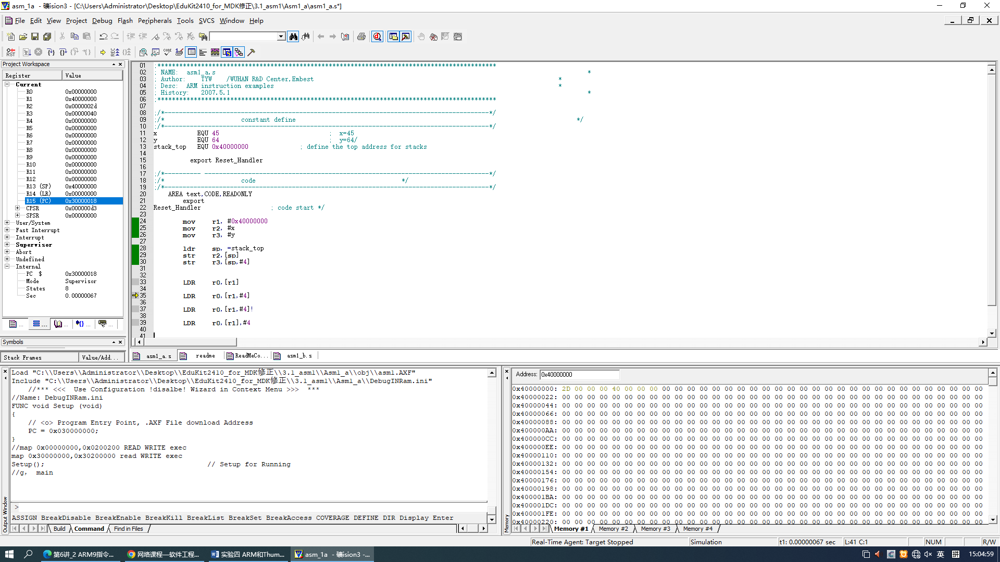 asm_1a - 礦ision3 - [C:\Users\Administrator\Desktop\EduKit2410_for_MDK修正\3.1_asm1\Asm1_a\asm1_a.s*]
File Edit View Project Debug Flash Peripherals Tools SVCS Window Help
Project Workspace
Register Value
Current
R0 0x00000000
R1 0x40000000
R2 0x0000002d
R3 0x00000040
R4 0x00000000
R5 0x00000000
R6 0x00000000
R7 0x00000000
R8 0x00000000
R9 0x00000000
R10 0x00000000
R11 0x00000000
R12 0x00000000
R13 (SP) 0x40000000
R14 (LR) 0x00000000
R15 (PC) 0x30000018
CPSR 0x000000d3
SPSR 0x00000000
User/System
Fast Interrupt
Interrupt
Supervisor
Abort
Undefined
Internal
PC $ 0x30000018
Mode Supervisor
States 8
Sec 0.00000067
Symbols
Stack Frames Value/Add...
01 ;*********************************************************************************************
02 ; NAME: asm1_a.s *
03 ; Author: TYW /WUHAN R&D Center,Embest *
04 ; Desc: ARM instruction examples *
05 ; History: 2007.5.1 *
06 ;*********************************************************************************************
07
08 ;/*-----------------------------------------------------------------------------------------*/
09 ;/* constant define */
10 ;/*-----------------------------------------------------------------------------------------*/
11 x EQU 45 ; x=45
12 y EQU 64 ; y=64/
13 stack_top EQU 0x40000000 ; define the top address for stacks
14
15 export Reset_Handler
16
17 ;/*---------- ------------------------------------------------------------------------------*/
18 ;/* code */
19 ;/*-----------------------------------------------------------------------------------------*/
20 AREA text,CODE,READONLY
21 export
22 Reset_Handler ; code start */
23
24 mov r1, #0x40000000
25 mov r2, #x
26 mov r3, #y
27
28 ldr sp, =stack_top
29 str r2,[sp]
30 str r3,[sp,#4]
31
32
33 LDR r0,[r1]
34
35 LDR r0,[r1,#4]
36
37 LDR r0,[r1,#4]!
38
39 LDR r0,[r1],#4
40
41
asm1_a.s readme ReadMeCo... asm1_b.s
Load "C:\\Users\\Administrator\\Desktop\\EduKit2410_for_MDK修正\\3.1_asm1\\Asm1_a\\obj\\asm1.AXF"
Include "C:\\Users\\Administrator\\Desktop\\EduKit2410_for_MDK修正\\3.1_asm1\\Asm1_a\\DebugINRam.ini"
//*** <<< Use Configuration !disalbe! Wizard in Context Menu >>> ***
//Name: DebugINRam.ini
FUNC void Setup (void)
{
// <o> Program Entry Point, .AXF File download Address
PC = 0x030000000;
}
//map 0x00000000,0x0200200 READ WRITE exec
map 0x30000000,0x30200000 read WRITE exec
Setup(); // Setup for Running
//g, main
>
ASSIGN BreakDisable BreakEnable BreakKill BreakList BreakSet BreakAccess COVERAGE DEFINE DIR Display Enter
Build Command Find in Files
Output Window
Address: 0x40000000
0x40000000: 2D 00 00 00 40 00 00 00 00 00 00 00 00 00 00 00 00 00 00 00 00 00 00 00 00 00 00 00 00 00 00 00 00 00
0x40000022: 00 00 00 00 00 00 00 00 00 00 00 00 00 00 00 00 00 00 00 00 00 00 00 00 00 00 00 00 00 00 00 00 00 00
0x40000044: 00 00 00 00 00 00 00 00 00 00 00 00 00 00 00 00 00 00 00 00 00 00 00 00 00 00 00 00 00 00 00 00 00 00
0x40000066: 00 00 00 00 00 00 00 00 00 00 00 00 00 00 00 00 00 00 00 00 00 00 00 00 00 00 00 00 00 00 00 00 00 00
0x40000088: 00 00 00 00 00 00 00 00 00 00 00 00 00 00 00 00 00 00 00 00 00 00 00 00 00 00 00 00 00 00 00 00 00 00
0x400000AA: 00 00 00 00 00 00 00 00 00 00 00 00 00 00 00 00 00 00 00 00 00 00 00 00 00 00 00 00 00 00 00 00 00 00
0x400000CC: 00 00 00 00 00 00 00 00 00 00 00 00 00 00 00 00 00 00 00 00 00 00 00 00 00 00 00 00 00 00 00 00 00 00
0x400000EE: 00 00 00 00 00 00 00 00 00 00 00 00 00 00 00 00 00 00 00 00 00 00 00 00 00 00 00 00 00 00 00 00 00 00
0x40000110: 00 00 00 00 00 00 00 00 00 00 00 00 00 00 00 00 00 00 00 00 00 00 00 00 00 00 00 00 00 00 00 00 00 00
0x40000132: 00 00 00 00 00 00 00 00 00 00 00 00 00 00 00 00 00 00 00 00 00 00 00 00 00 00 00 00 00 00 00 00 00 00
0x40000154: 00 00 00 00 00 00 00 00 00 00 00 00 00 00 00 00 00 00 00 00 00 00 00 00 00 00 00 00 00 00 00 00 00 00
0x40000176: 00 00 00 00 00 00 00 00 00 00 00 00 00 00 00 00 00 00 00 00 00 00 00 00 00 00 00 00 00 00 00 00 00 00
0x40000198: 00 00 00 00 00 00 00 00 00 00 00 00 00 00 00 00 00 00 00 00 00 00 00 00 00 00 00 00 00 00 00 00 00 00
0x400001BA: 00 00 00 00 00 00 00 00 00 00 00 00 00 00 00 00 00 00 00 00 00 00 00 00 00 00 00 00 00 00 00 00 00 00
0x400001DC: 00 00 00 00 00 00 00 00 00 00 00 00 00 00 00 00 00 00 00 00 00 00 00 00 00 00 00 00 00 00 00 00 00 00
0x400001FE: 00 00 00 00 00 00 00 00 00 00 00 00 00 00 00 00 00 00 00 00 00 00 00 00 00 00 00 00 00 00 00 00 00 00
0x40000220: 00 00 00 00 00 00 00 00 00 00 00 00 00 00 00 00 00 00 00 00 00 00 00 00 00 00 00 00 00 00 00 00 00 00
Memory #1 Memory #2 Memory #3 Memory #4
Memory
Real-Time Agent: Target Stopped Simulation t1: 0.00000067 sec L:41 C:1 NUM R/W
第6讲_2 ARM9指令... 网络课程—软件工程... 实验四 ARM和Thum... asm_1a - 礦ision3 -... 英 拼 15:04:59